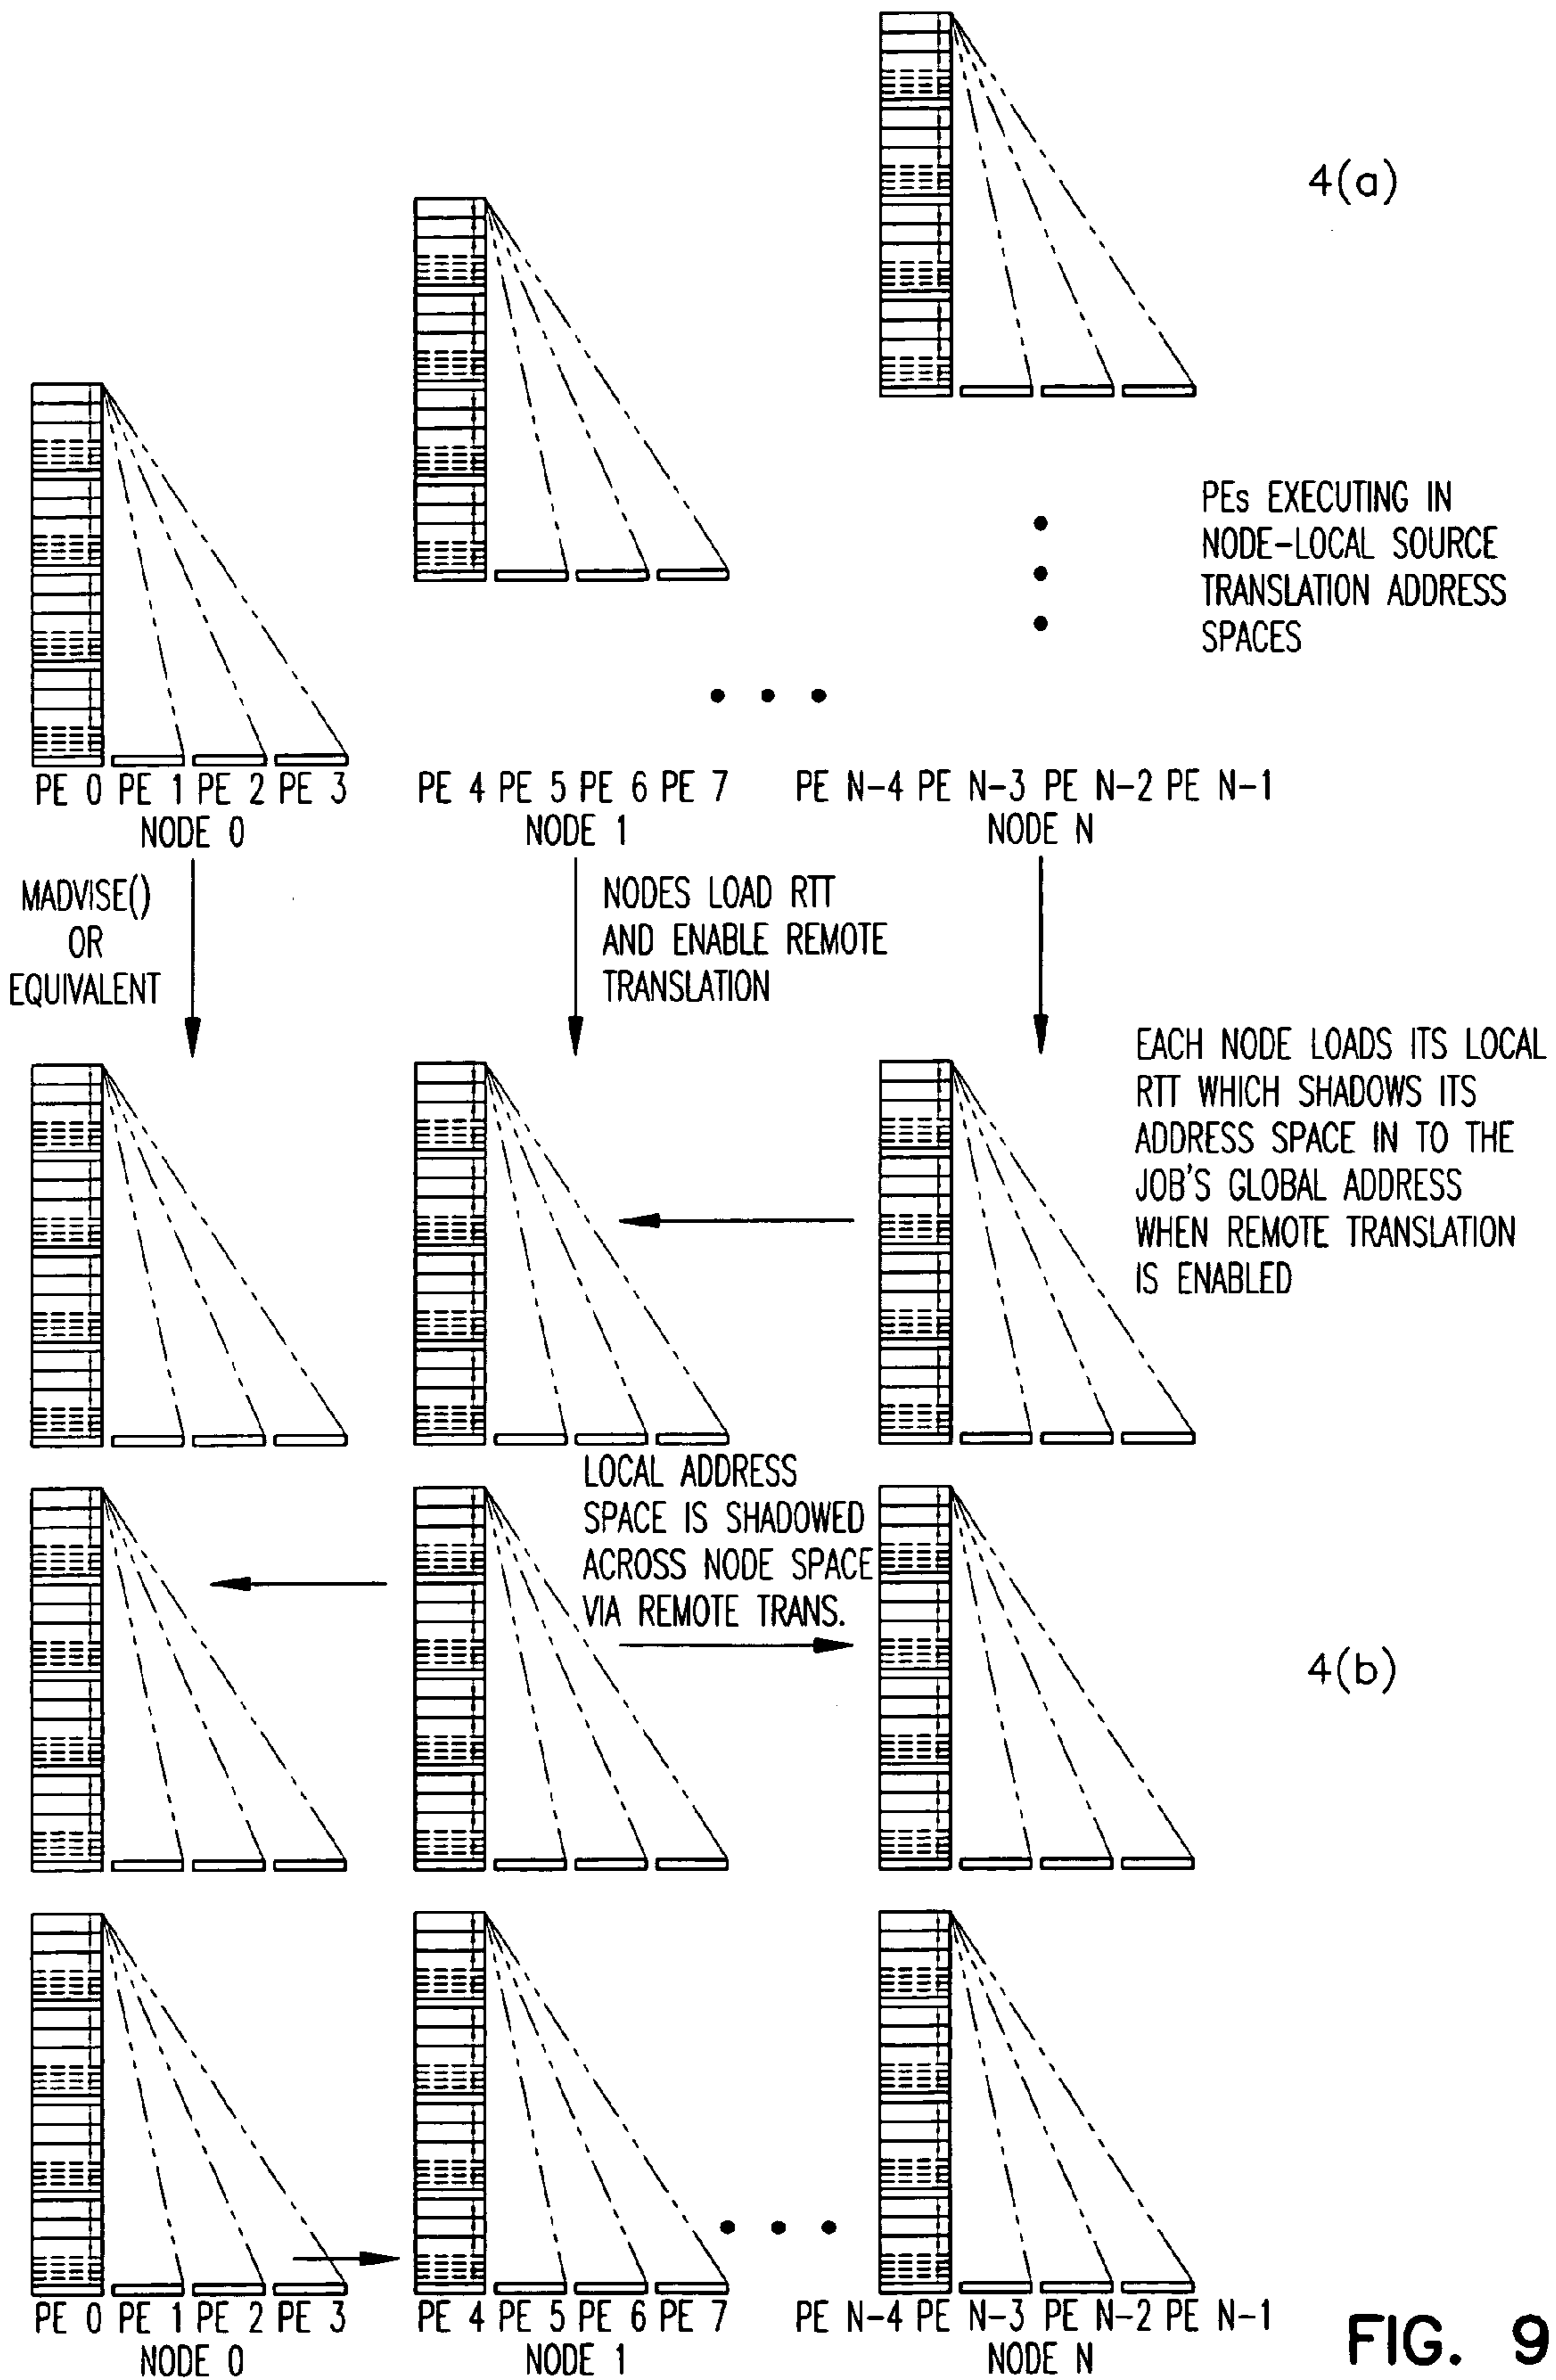 4(a)
PEs EXECUTING IN
NODE-LOCAL SOURCE
TRANSLATION ADDRESS
SPACES
PE 0 PE 1 PE 2 PE 3
NODE 0
PE 4 PE 5 PE 6 PE 7
NODE 1
PE N-4 PE N-3 PE N-2 PE N-1
NODE N
MADVISE()
OR
EQUIVALENT
NODES LOAD RTT
AND ENABLE REMOTE
TRANSLATION
EACH NODE LOADS ITS LOCAL
RTT WHICH SHADOWS ITS
ADDRESS SPACE IN TO THE
JOB'S GLOBAL ADDRESS
WHEN REMOTE TRANSLATION
IS ENABLED
LOCAL ADDRESS
SPACE IS SHADOWED
ACROSS NODE SPACE
VIA REMOTE TRANS.
4(b)
PE 0 PE 1 PE 2 PE 3
NODE 0
PE 4 PE 5 PE 6 PE 7
NODE 1
PE N-4 PE N-3 PE N-2 PE N-1
NODE N
FIG. 9